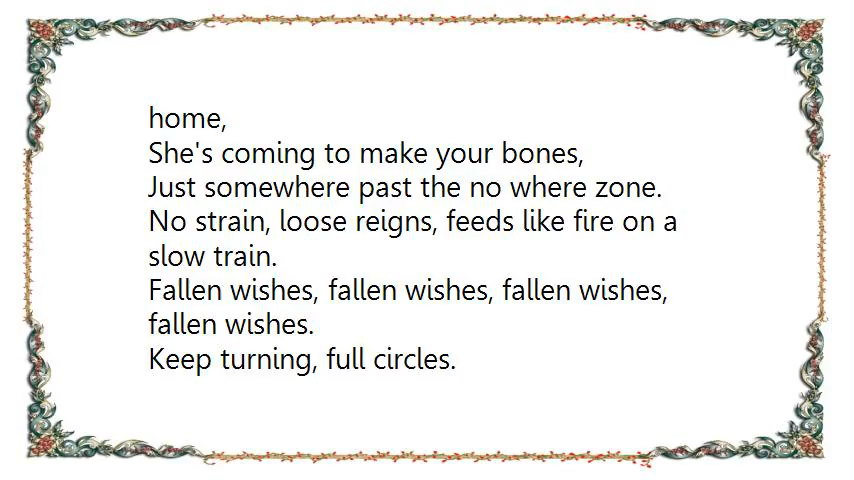 home,
She's coming to make your bones,
Just somewhere past the no where zone.
No strain, loose reigns, feeds like fire on a
slow train.
Fallen wishes, fallen wishes, fallen wishes,
fallen wishes.
Keep turning, full circles.